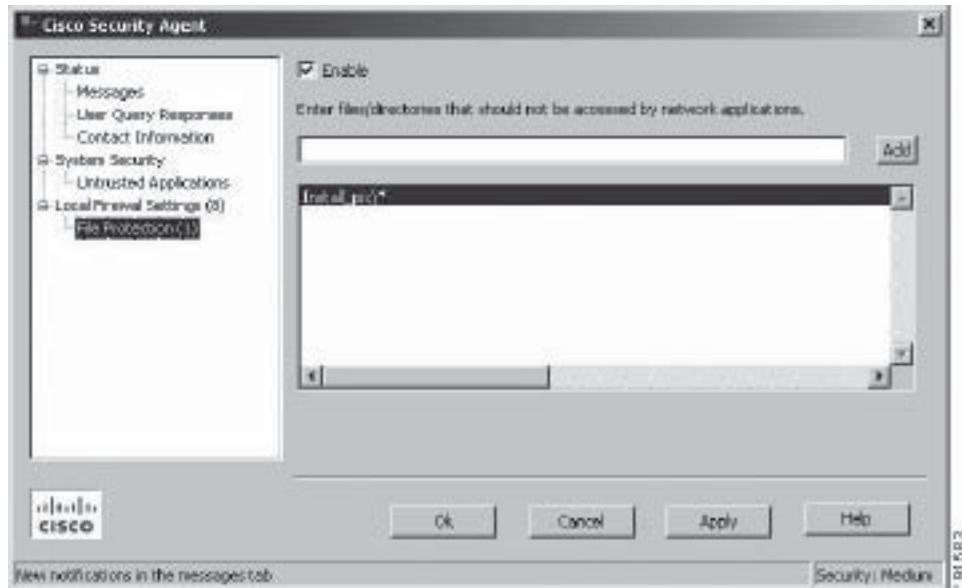 Cisco Security Agent
Status
Messages
User Query Responses
Contact Information
System Security
Untrusted Applications
Local Firewall Settings (8)
File Protection (1)
Enable
Enter files/directories that should not be accessed by network applications.
Add
Ok
Cancel
Apply
Help
CISCO
New notifications in the messages tab
Security: Medium
91583